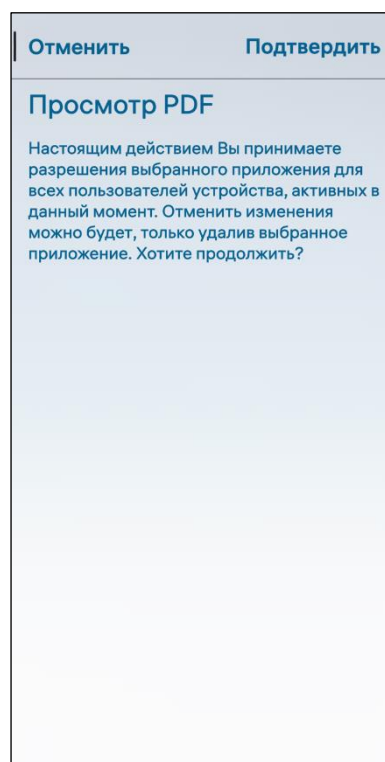 Отменить Подтвердить
Просмотр PDF
Настоящим действием Вы принимаете
разрешения выбранного приложения для
всех пользователей устройства, активных в
данный момент. Отменить изменения
можно будет, только удалив выбранное
приложение. Хотите продолжить?